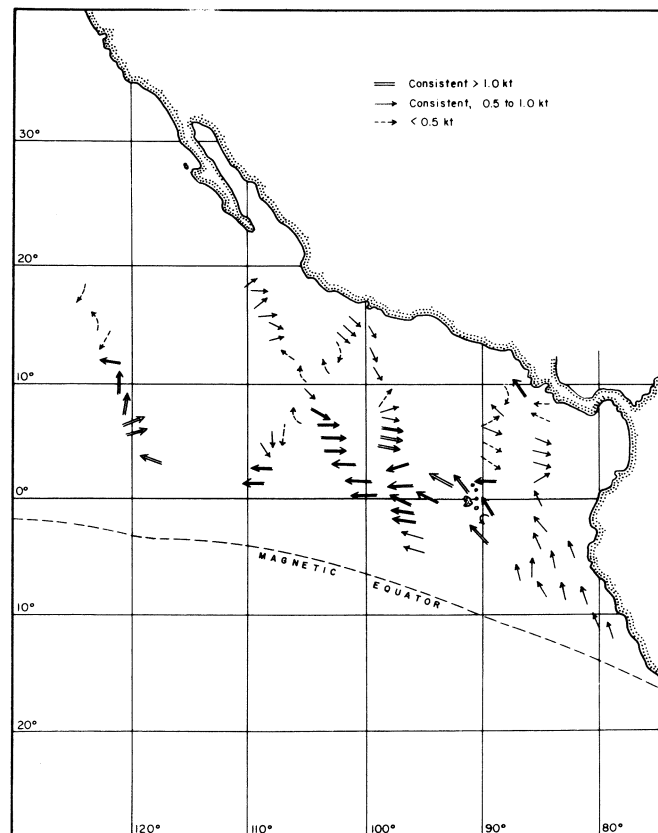 Consistent > 1.0 kt
Consistent, 0.5 to 1.0 kt
< 0.5 kt
30°
20°
10°
0°
MAGNETIC EQUATOR
10°
20°
120°
110°
100°
90°
80°